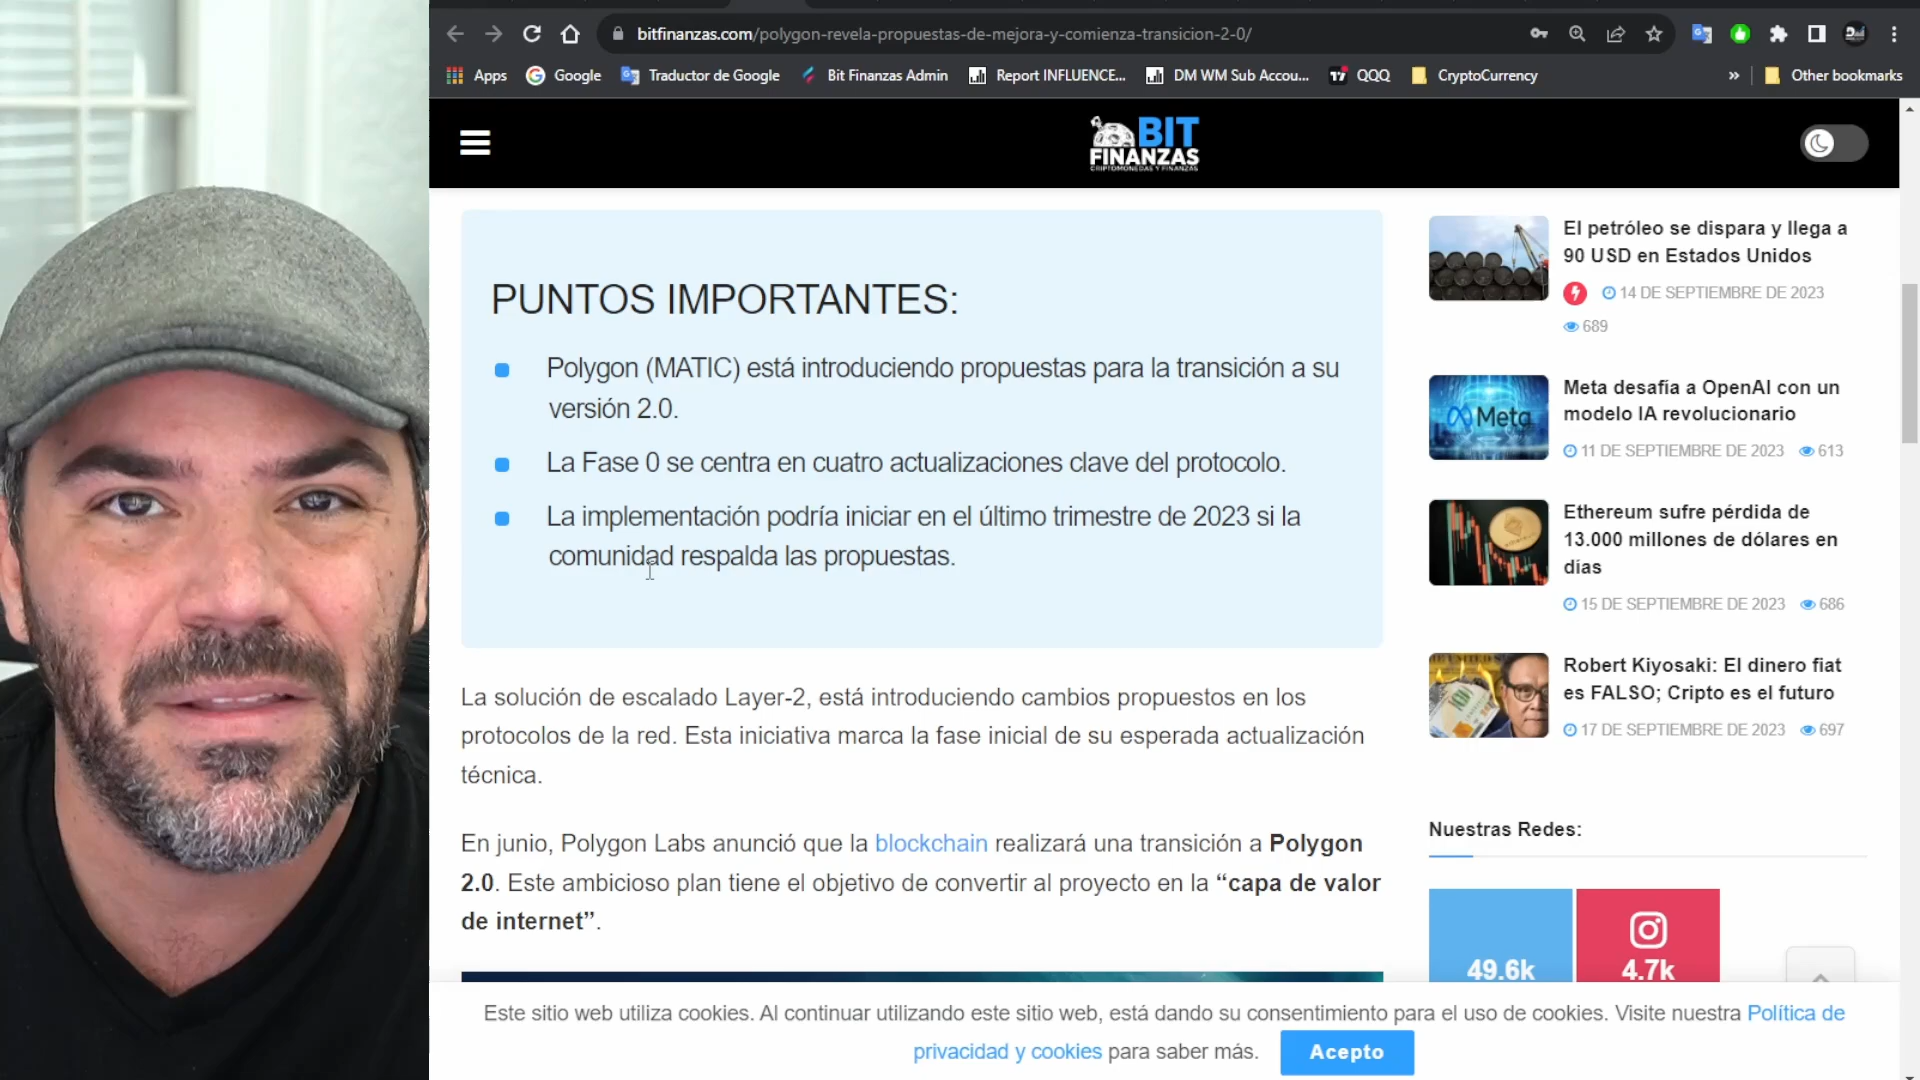 bitfinanzas.com/polygon-revela-propuestas-de-mejora-y-comienza-transicion-2-0/
Apps
Google
Traductor de Google
Bit Finanzas Admin
Report INFLUENCE...
DM WM Sub Accou...
QQQ
CryptoCurrency
»
Other bookmarks
BIT
FINANZAS
CRIPTOMONEDAS Y FINANZAS
PUNTOS IMPORTANTES:
Polygon (MATIC) está introduciendo propuestas para la transición a su
versión 2.0.
La Fase 0 se centra en cuatro actualizaciones clave del protocolo.
La implementación podría iniciar en el último trimestre de 2023 si la
comunidad respalda las propuestas.
La solución de escalado Layer-2, está introduciendo cambios propuestos en los
protocolos de la red. Esta iniciativa marca la fase inicial de su esperada actualización
técnica.
En junio, Polygon Labs anunció que la blockchain realizará una transición a Polygon
2.0. Este ambicioso plan tiene el objetivo de convertir al proyecto en la “capa de valor
de internet”.
El petróleo se dispara y llega a
90 USD en Estados Unidos
14 DE SEPTIEMBRE DE 2023
689
Meta
Meta desafía a OpenAI con un
modelo IA revolucionario
11 DE SEPTIEMBRE DE 2023 613
Ethereum sufre pérdida de
13.000 millones de dólares en
días
15 DE SEPTIEMBRE DE 2023 686
Robert Kiyosaki: El dinero fiat
es FALSO; Cripto es el futuro
17 DE SEPTIEMBRE DE 2023 697
Nuestras Redes:
49.6k
4.7k
Este sitio web utiliza cookies. Al continuar utilizando este sitio web, está dando su consentimiento para el uso de cookies. Visite nuestra Política de
privacidad y cookies para saber más. Acepto